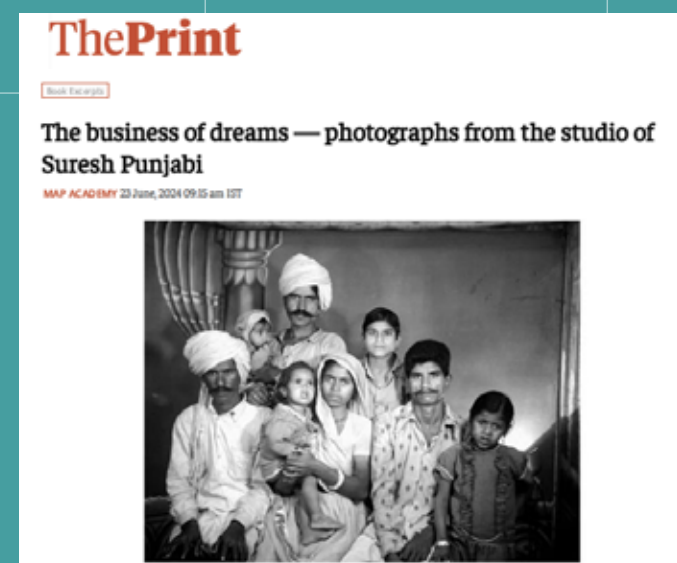 ThePrint
Book Excerpts
The business of dreams — photographs from the studio of
Suresh Punjabi
MAP ACADEMY 23 June, 2024 09:15 am IST